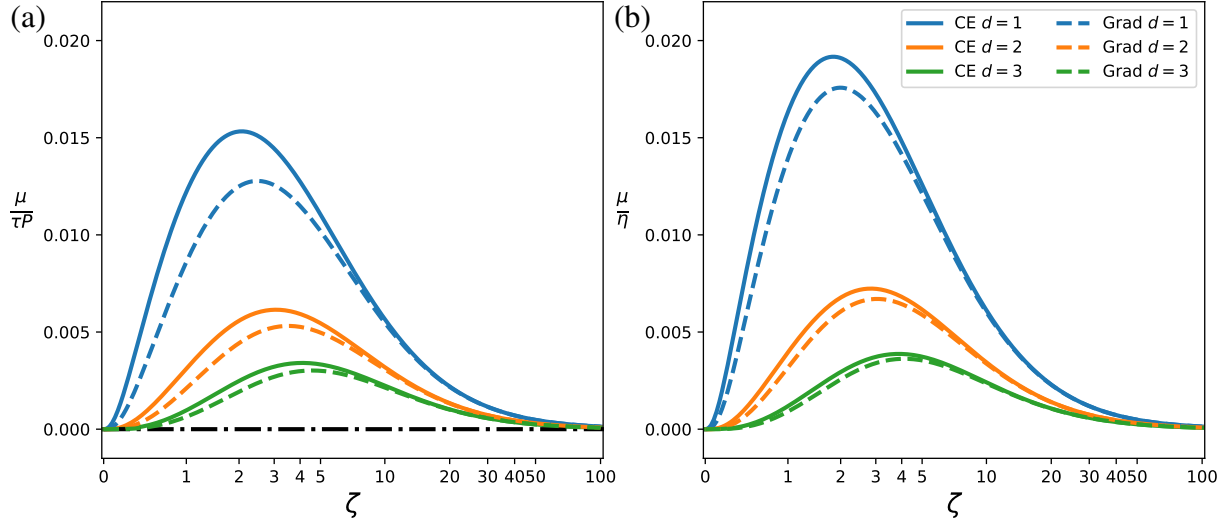 (a)
0.020
0.015
μ/τP
0.010
0.005
0.000
0 1 2 3 4 5 10 20 30 4050 100
ζ
(b)
CE d = 1 Grad d = 1
CE d = 2 Grad d = 2
CE d = 3 Grad d = 3
0.020
0.015
μ/η
0.010
0.005
0.000
0 1 2 3 4 5 10 20 30 4050 100
ζ